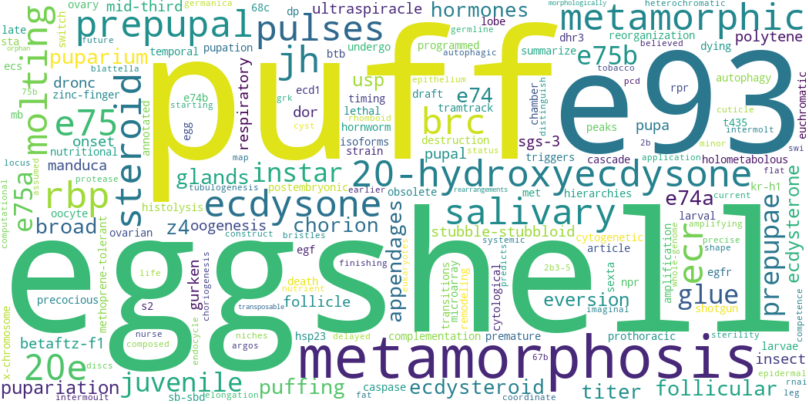 late ovary mid-third 68c dp ultraspiracle lobe germline heterochromatic
morphologically
germanica
orphan future prepupal pulses hormones metamorphic
sta switch temporal pupation btb autophagic undergo programmed dhr3 believed reorganization polytene
ecs puparium jh summarize e75b dying
molting blattella puff e93
75b dronc usp e74 tobacco autophagy
zinc-finger e74b ecd1 grk timing draft tramtrack chamber distinguish pcd rpr euchromatic
mb e75 steroid starting egg respiratory dor lethal brc epithelium rhomboid hornworm peaks pupa cuticle t435
annotated cyst isoforms destruction status sgs-3 2b intermolt swi
locus onset nutritional map strain pupal triggers cascade application minor holometabolous
manduca glands instar 20-hydroxyecdysone flat
computational e75a assumed rbp protease tubulogenesis postembryonic earlier obsolete met hierarchies rearrangements e74a larval current kr-h1
oocyte histolysis ecdysone salivary amplifying
broad z4 oogenesis chorion stubble-stubboloid cytogenetic prepupae ecdysterone
ovarian construct bristles systemic precise shape
eggshell ecr
x-chromosome precocious methoprene-tolerant s2 gurken choriogenesis egf finishing appendages eversion article egfr amplification whole-genome
life death nutrient follicle transitions microarray remodeling cytological predicts 2b3-5 sexta npr glue shotgun imaginal competence
nurse composed endocycle niches transposable hsp23 delayed complementation premature prothoracic sterility
betaftz-f1 argos 67b larvae insect
20e discs metamorphosis epidermal
pupariation juvenile puffing caspase ecdysteroid titer follicular rnai
intermoult sb-sbd elongation fat coordinate leg